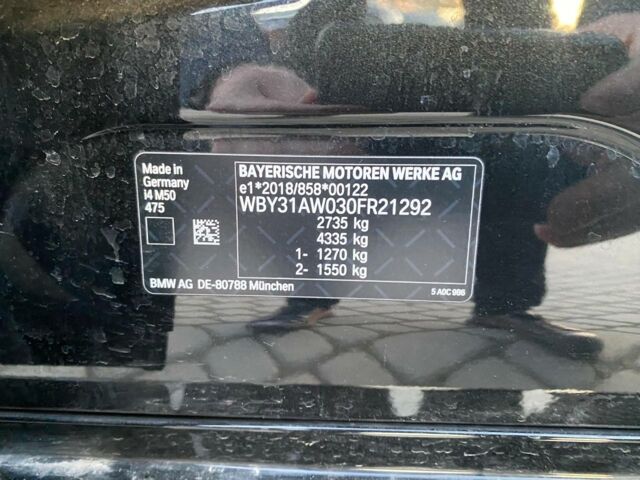 Made in
Germany
i4 M50
475
BAYERISCHE MOTOREN WERKE AG
e1*2018/858*00122
WBY31AW030FR21292
2735 kg
4335 kg
1- 1270 kg
2- 1550 kg
BMW AG DE-80788 München
5 A0C 9B6